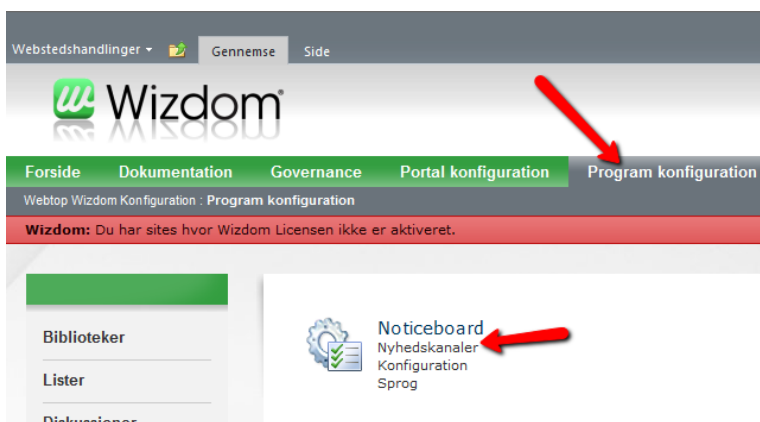 Webstedshandlinger Gennemse Side
Wizdom
Forside Dokumentation Governance Portal konfiguration Program konfiguration
Webtop Wizdom Konfiguration : Program konfiguration
Wizdom: Du har sites hvor Wizdom Licensen ikke er aktiveret.
Noticeboard
Biblioteker
Nyhedskanaler
Konfiguration
Lister
Sprog
Diskussioner